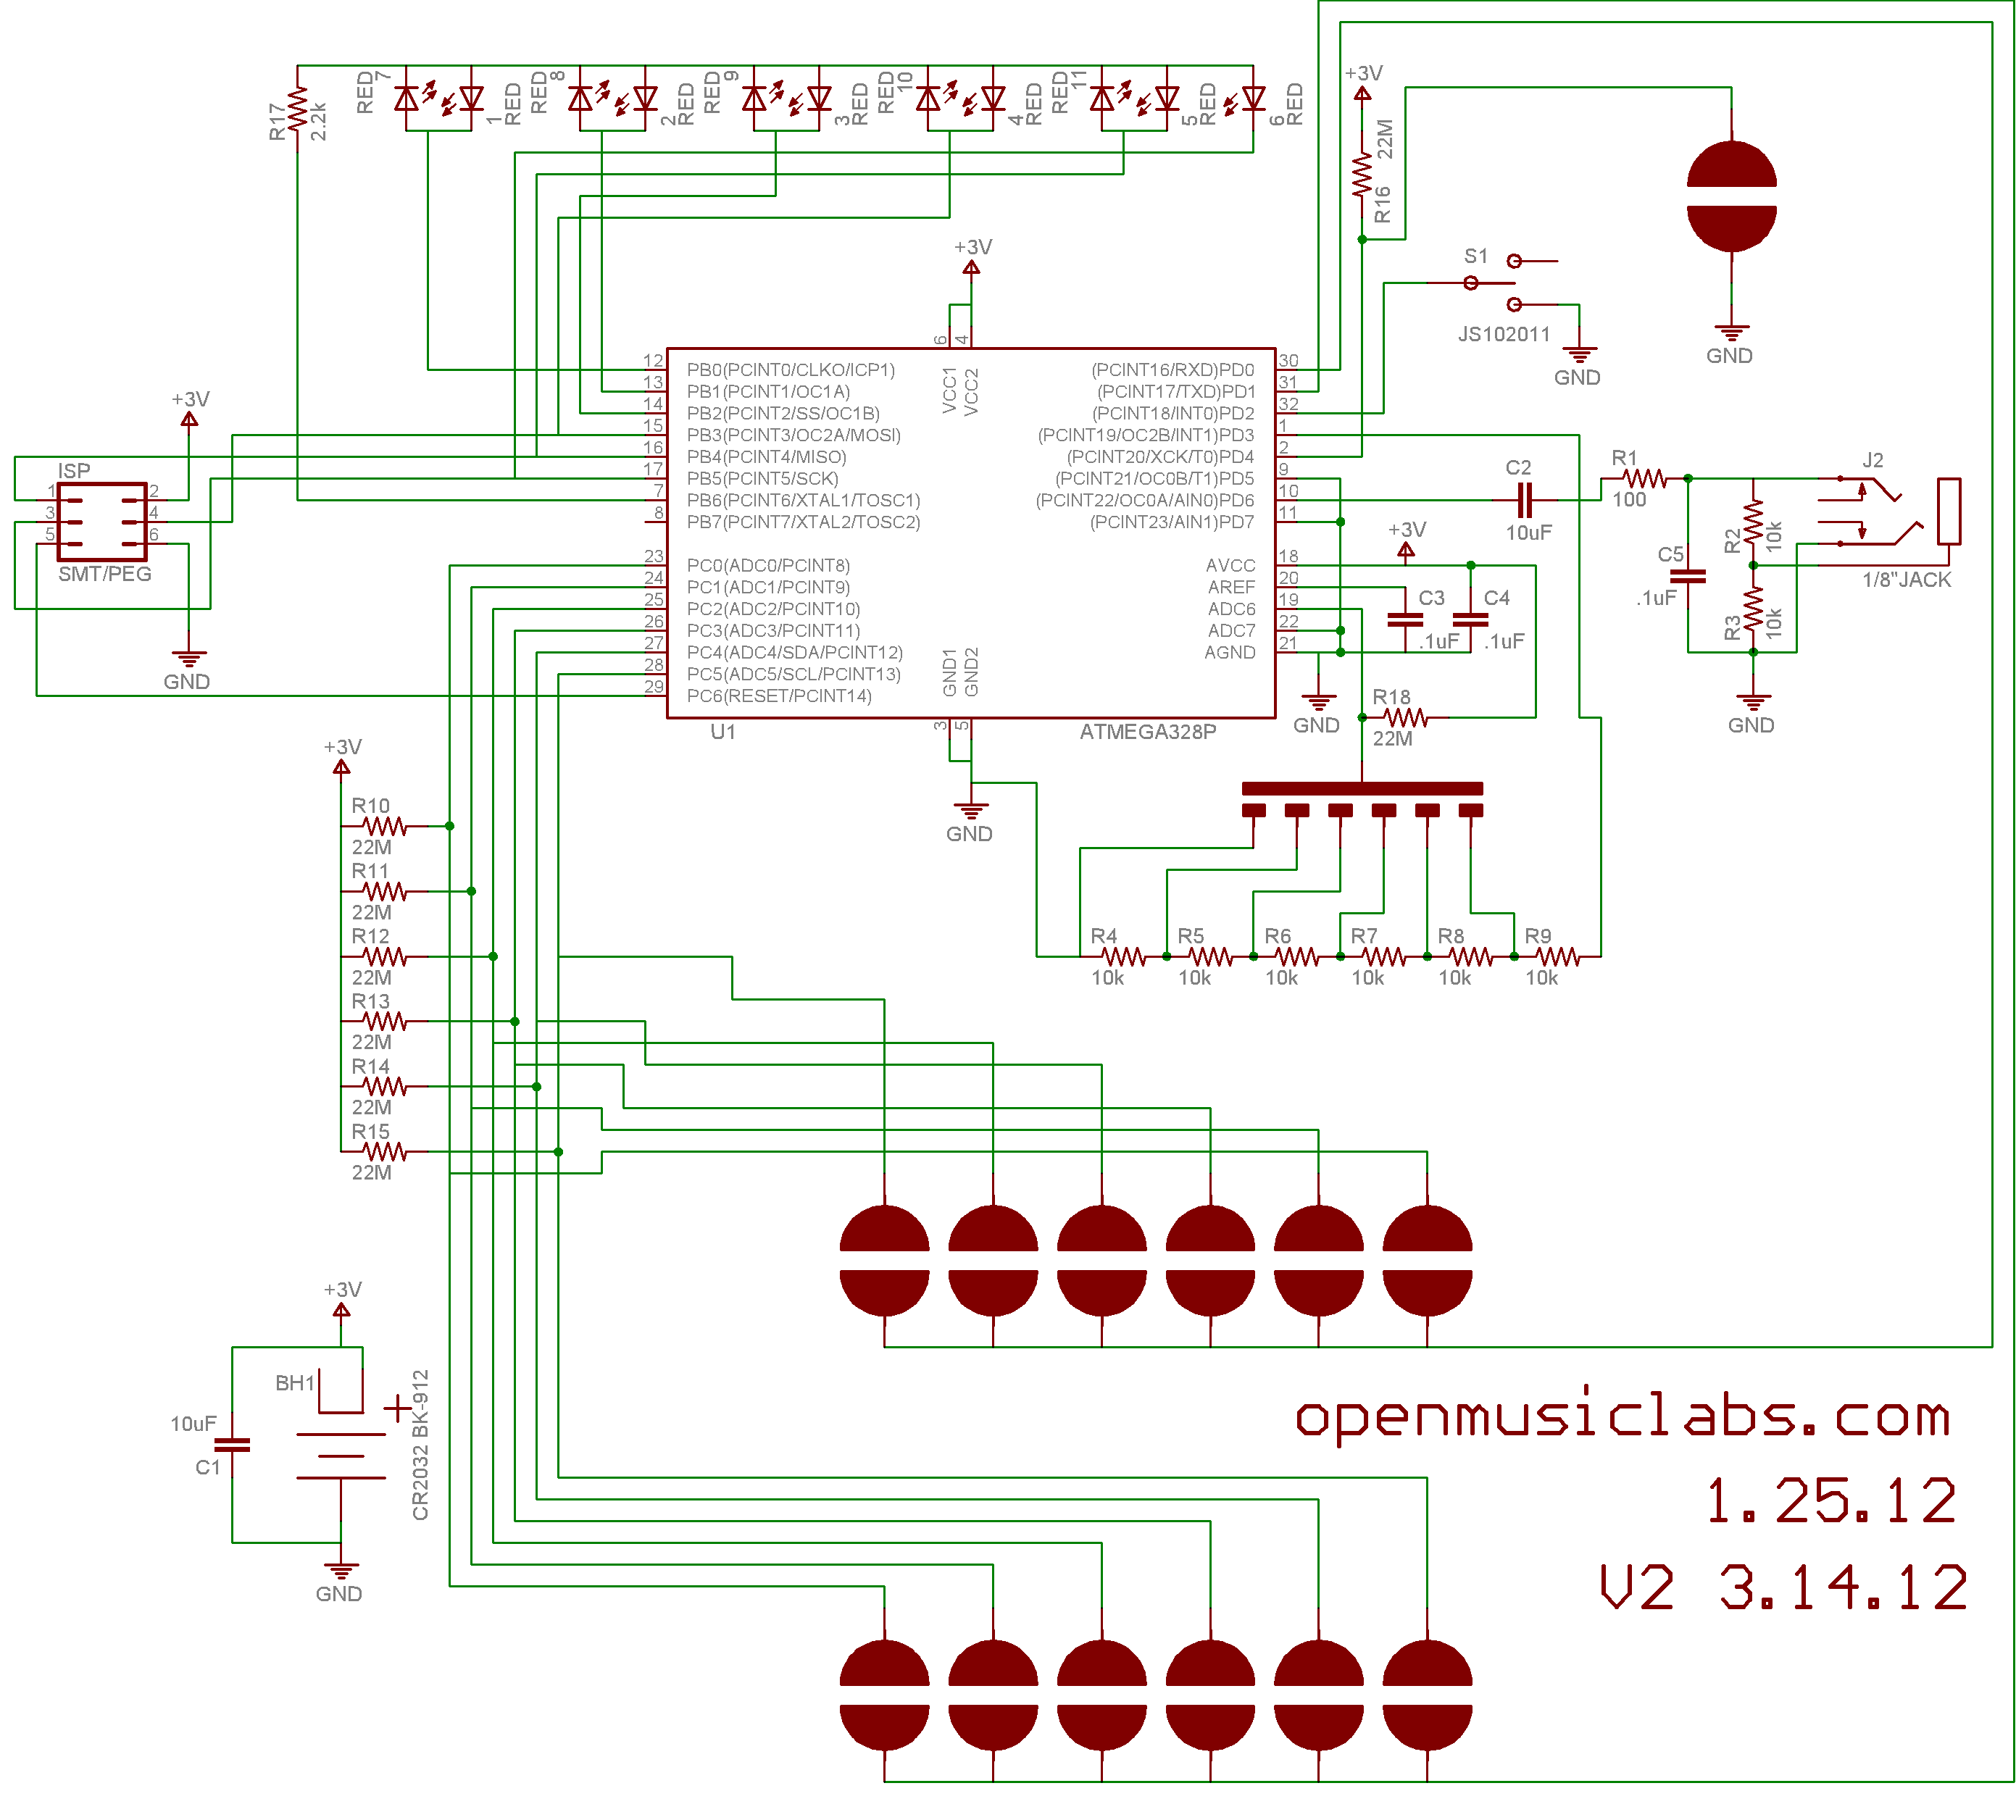 RED 7
1 RED
RED 8
2 RED
RED 9
3 RED
RED 10
4 RED
RED 11
5 RED
6 RED
R17
2.2k
+3V
22M
R16
S1
JS102011
GND
GND
+3V
6 4
VCC1
VCC2
12 PB0(PCINT0/CLKO/ICP1)
13 PB1(PCINT1/OC1A)
14 PB2(PCINT2/SS/OC1B)
15 PB3(PCINT3/OC2A/MOSI)
16 PB4(PCINT4/MISO)
17 PB5(PCINT5/SCK)
7 PB6(PCINT6/XTAL1/TOSC1)
8 PB7(PCINT7/XTAL2/TOSC2)
23 PC0(ADC0/PCINT8)
24 PC1(ADC1/PCINT9)
25 PC2(ADC2/PCINT10)
26 PC3(ADC3/PCINT11)
27 PC4(ADC4/SDA/PCINT12)
28 PC5(ADC5/SCL/PCINT13)
29 PC6(RESET/PCINT14)
(PCINT16/RXD)PD0 30
(PCINT17/TXD)PD1 31
(PCINT18/INT0)PD2 32
(PCINT19/OC2B/INT1)PD3 1
(PCINT20/XCK/T0)PD4 2
(PCINT21/OC0B/T1)PD5 9
(PCINT22/OC0A/AIN0)PD6 10
(PCINT23/AIN1)PD7 11
AVCC 18
AREF 20
ADC6 19
ADC7 22
AGND 21
GND1
GND2
3 5
U1
ATMEGA328P
GND
+3V
ISP
1 2
3 4
5 6
SMT/PEG
GND
C2
10uF
R1
100
J2
R2
10k
C5
.1uF
R3
10k
1/8"JACK
GND
+3V
C3
.1uF
C4
.1uF
GND
R18
22M
R4
10k
R5
10k
R6
10k
R7
10k
R8
10k
R9
10k
+3V
R10
22M
R11
22M
R12
22M
R13
22M
R14
22M
R15
22M
+3V
BH1
CR2032 BK-912
10uF
C1
GND
openmusiclabs.com
1.25.12
V2 3.14.12